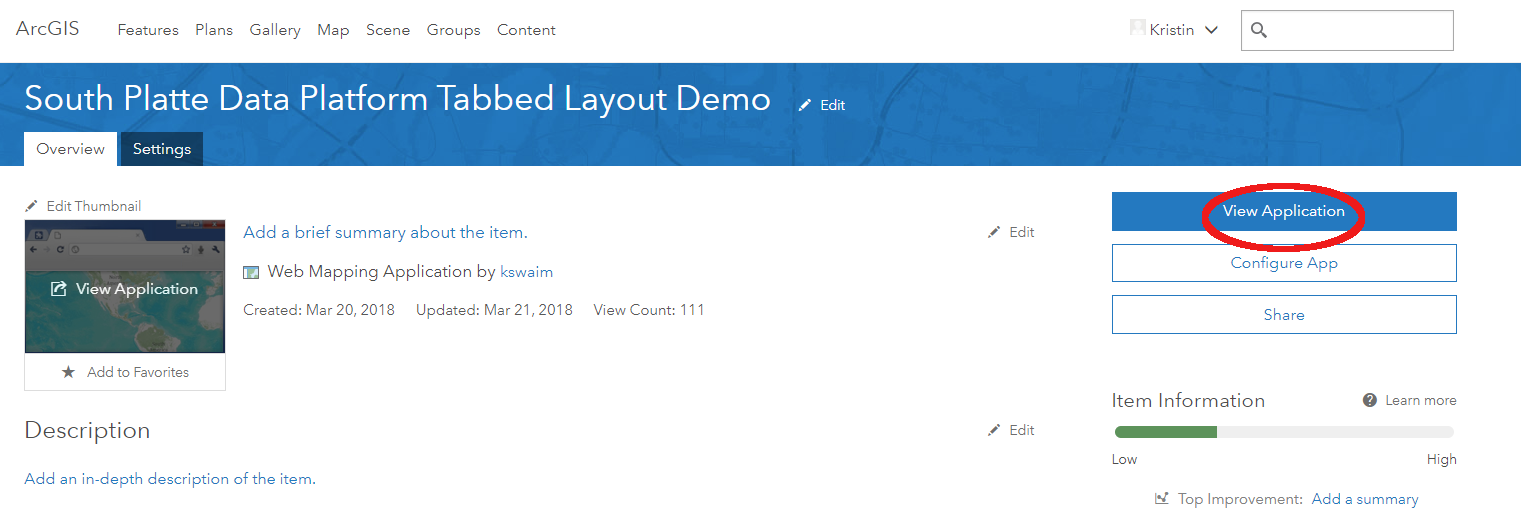 ArcGIS Features Plans Gallery Map Scene Groups Content Kristin
South Platte Data Platform Tabbed Layout Demo Edit
Overview Settings
Edit Thumbnail
View Application
Add to Favorites
Add a brief summary about the item. Edit
Web Mapping Application by kswaim
Created: Mar 20, 2018 Updated: Mar 21, 2018 View Count: 111
Description Edit
Add an in-depth description of the item.
View Application
Configure App
Share
Item Information ? Learn more
Low High
Top Improvement: Add a summary